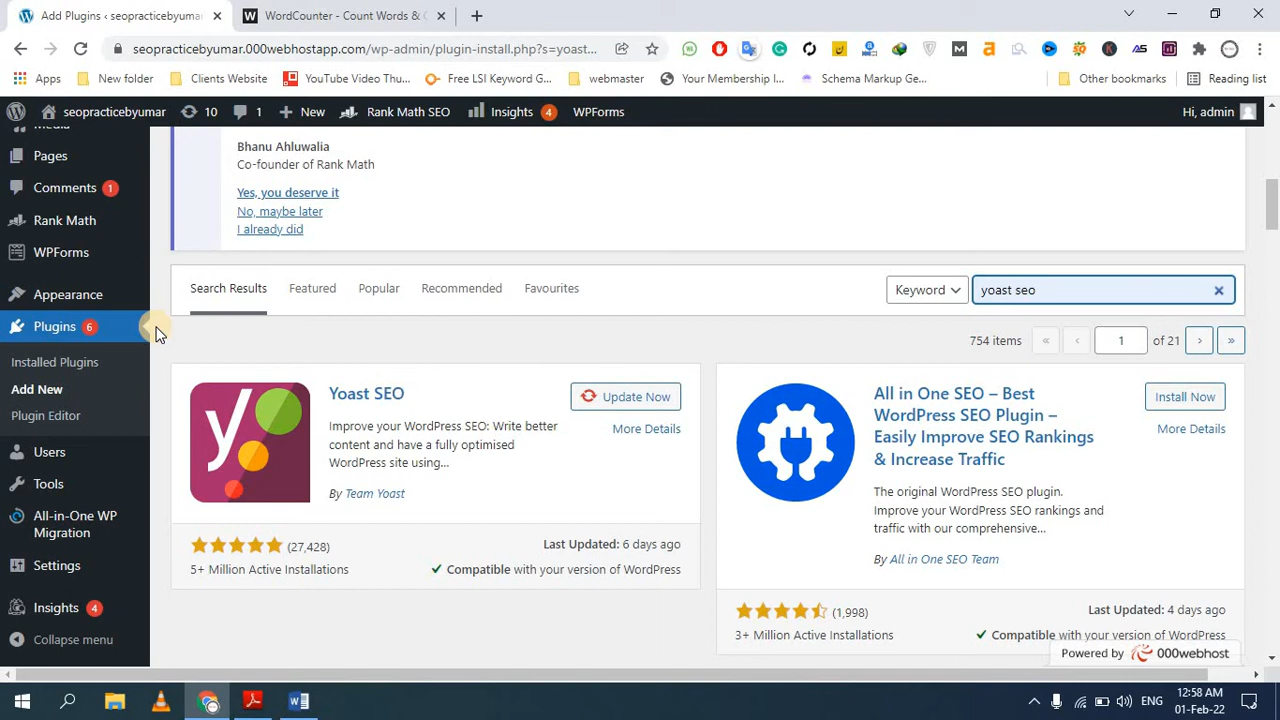 Add Plugins ‹ seopracticebyumar
WordCounter - Count Words & C
seopracticebyumar.000webhostapp.com/wp-admin/plugin-install.php?s=yoast...
Apps
New folder
Clients Website
YouTube Video Thu...
Free LSI Keyword G...
webmaster
Your Membership I...
Schema Markup Ge...
Other bookmarks
Reading list
seopracticebyumar
10
1
New
Rank Math SEO
Insights 4
WPForms
Hi, admin
Media
Pages
Comments 1
Rank Math
WPForms
Appearance
Plugins 6
Installed Plugins
Add New
Plugin Editor
Users
Tools
All-in-One WP
Migration
Settings
Insights 4
Collapse menu
Bhanu Ahluwalia
Co-founder of Rank Math
Yes, you deserve it
No, maybe later
I already did
Search Results
Featured
Popular
Recommended
Favourites
Keyword
yoast seo
754 items « ‹ 1 of 21 › »
Yoast SEO
Update Now
More Details
Improve your WordPress SEO: Write better
content and have a fully optimised
WordPress site using...
By Team Yoast
(27,428)
5+ Million Active Installations
Last Updated: 6 days ago
Compatible with your version of WordPress
All in One SEO – Best
WordPress SEO Plugin –
Easily Improve SEO Rankings
& Increase Traffic
Install Now
More Details
The original WordPress SEO plugin.
Improve your WordPress SEO rankings and
traffic with our comprehensive...
By All in One SEO Team
(1,998)
3+ Million Active Installations
Last Updated: 4 days ago
Compatible with your version of WordPress
Powered by 000webhost
ENG
12:58 AM
01-Feb-22